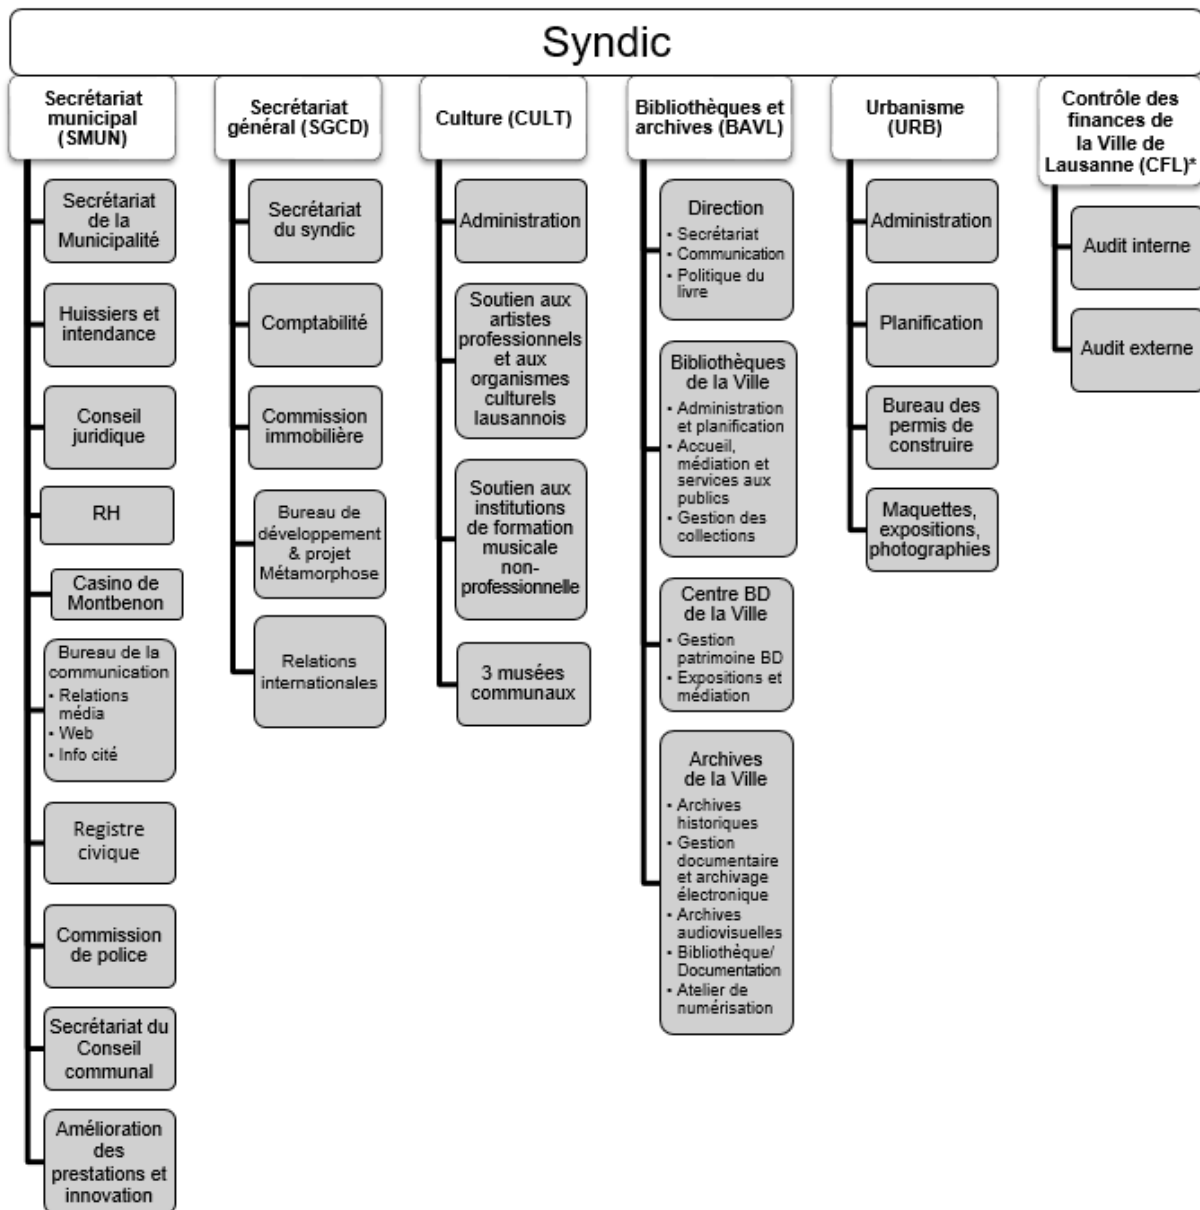 Syndic
Secrétariat
municipal
(SMUN)
Secrétariat
de la
Municipalité
Huissiers et
intendance
Conseil
juridique
RH
Casino de
Montbenon
Bureau de la
communication
• Relations
média
• Web
• Info cité
Registre
civique
Commission
de police
Secrétariat du
Conseil
communal
Amélioration
des
prestations et
innovation
Secrétariat
général (SGCD)
Secrétariat
du syndic
Comptabilité
Commission
immobilière
Bureau de
développement
& projet
Métamorphose
Relations
internationales
Culture (CULT)
Administration
Soutien aux
artistes
professionnels
et aux
organismes
culturels
lausannois
Soutien aux
institutions
de formation
musicale
non-
professionnelle
3 musées
communaux
Bibliothèques et
archives (BAVL)
Direction
• Secrétariat
• Communication
• Politique du
livre
Bibliothèques
de la Ville
• Administration
et planification
• Accueil,
médiation et
services aux
publics
• Gestion des
collections
Centre BD
de la Ville
• Gestion
patrimoine BD
• Expositions et
médiation
Archives
de la Ville
• Archives
historiques
• Gestion
documentaire
et archivage
électronique
• Archives
audiovisuelles
• Bibliothèque/
Documentation
• Atelier de
numérisation
Urbanisme
(URB)
Administration
Planification
Bureau des
permis de
construire
Maquettes,
expositions,
photographies
Contrôle des
finances de
la Ville de
Lausanne (CFL)*
Audit interne
Audit externe